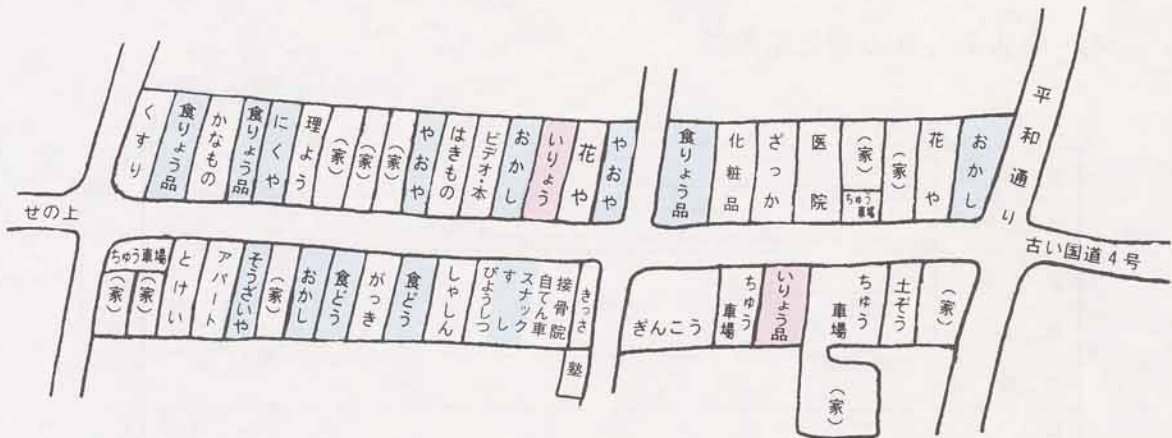 平和通り
くすり
食りょう品
かなもの
食りょう品
にくや
理よう
(家)
(家)
(家)
やおや
はきもの
ビデオ・本
おかし
いりょう
花や
やおや
食りょう品
化粧品
ざっか
医院
(家)
ちゅう車場
(家)
花や
おかし
せの上
古い国道4号
ちゅう車場
(家)
(家)
とけい
アパート
そうざいや
(家)
おかし
食どう
がっき
食どう
しゃしん
びようしつ
すし
スナック
自てん車
接骨院
きっさ
塾
ぎんこう
ちゅう車場
いりょう品
ちゅう車場
(家)
土ぞう
(家)